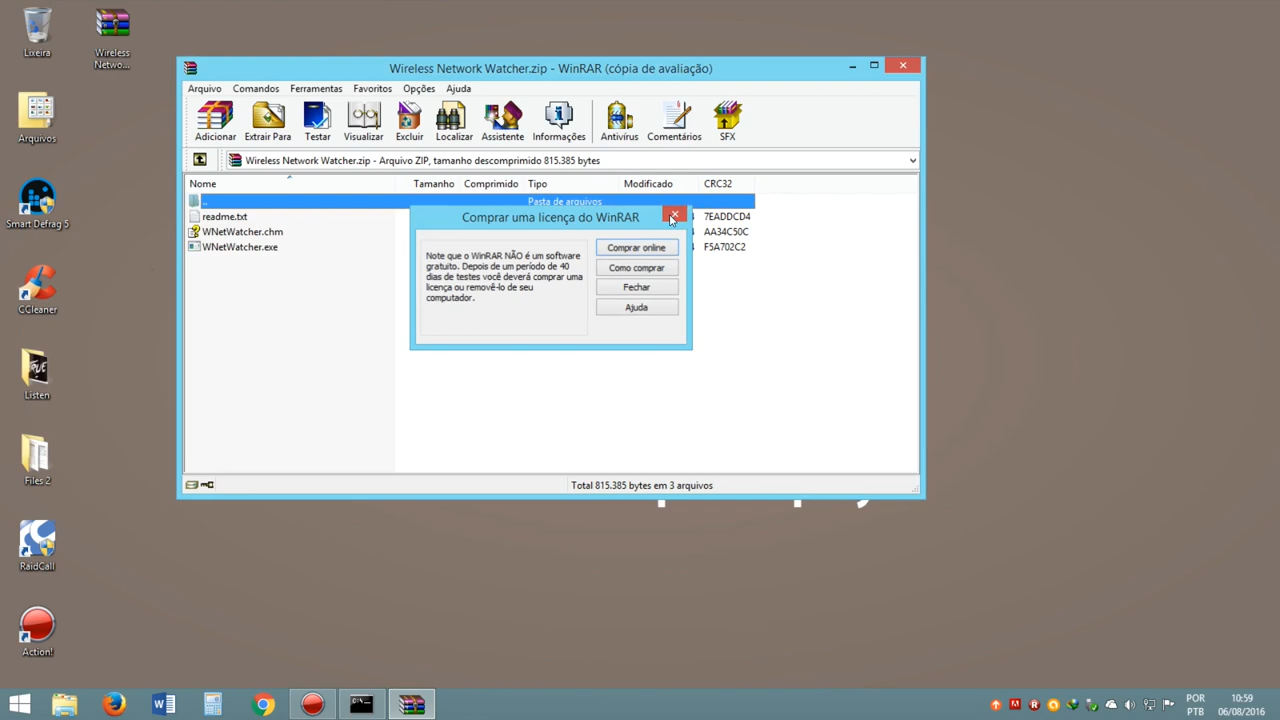 Lixeira
Wireless
Netwo...
Arquivos
Smart Defrag 5
CCleaner
Listen
Files 2
RaidCall
Action!
Wireless Network Watcher.zip - WinRAR (cópia de avaliação)
Arquivo Comandos Ferramentas Favoritos Opções Ajuda
Adicionar Extrair Para Testar Visualizar Excluir Localizar Assistente Informações Antivírus Comentários SFX
Wireless Network Watcher.zip - Arquivo ZIP, tamanho descomprimido 815.385 bytes
Nome Tamanho Comprimido Tipo Modificado CRC32
.. Pasta de arquivos
readme.txt 4 7EADDCD4
WNetWatcher.chm 4 AA34C50C
WNetWatcher.exe 4 F5A702C2
Comprar uma licença do WinRAR
Note que o WinRAR NÃO é um software
gratuito. Depois de um período de 40
dias de testes você deverá comprar uma
licença ou removê-lo de seu
computador.
Comprar online
Como comprar
Fechar
Ajuda
Total 815.385 bytes em 3 arquivos
POR
PTB
10:59
06/08/2016